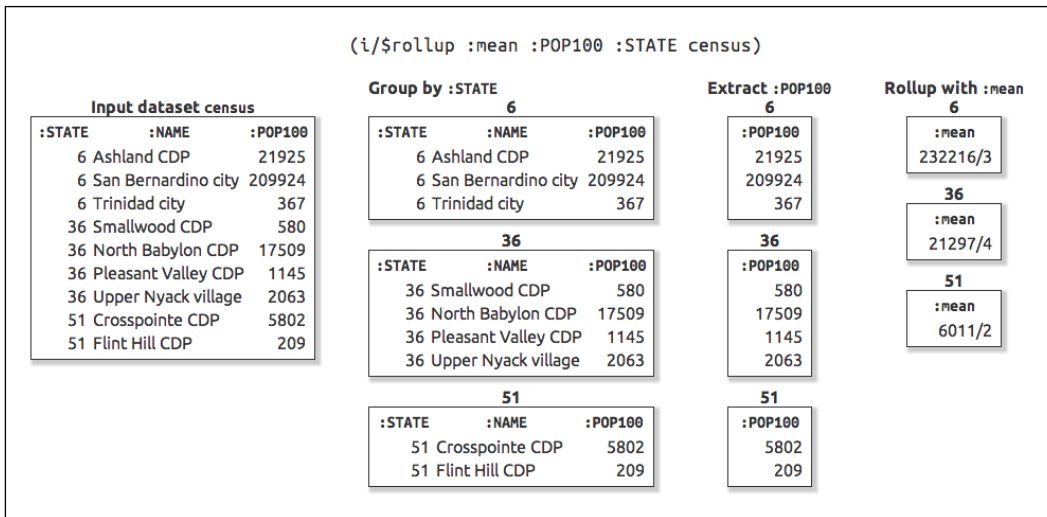 (i/$rollup :mean :POP100 :STATE census)
Input dataset census
:STATE :NAME :POP100
6 Ashland CDP 21925
6 San Bernardino city 209924
6 Trinidad city 367
36 Smallwood CDP 580
36 North Babylon CDP 17509
36 Pleasant Valley CDP 1145
36 Upper Nyack village 2063
51 Crosspointe CDP 5802
51 Flint Hill CDP 209
Group by :STATE
6
:STATE :NAME :POP100
6 Ashland CDP 21925
6 San Bernardino city 209924
6 Trinidad city 367
36
:STATE :NAME :POP100
36 Smallwood CDP 580
36 North Babylon CDP 17509
36 Pleasant Valley CDP 1145
36 Upper Nyack village 2063
51
:STATE :NAME :POP100
51 Crosspointe CDP 5802
51 Flint Hill CDP 209
Extract :POP100
6
:POP100
21925
209924
367
36
:POP100
580
17509
1145
2063
51
:POP100
5802
209
Rollup with :mean
6
:mean
232216/3
36
:mean
21297/4
51
:mean
6011/2